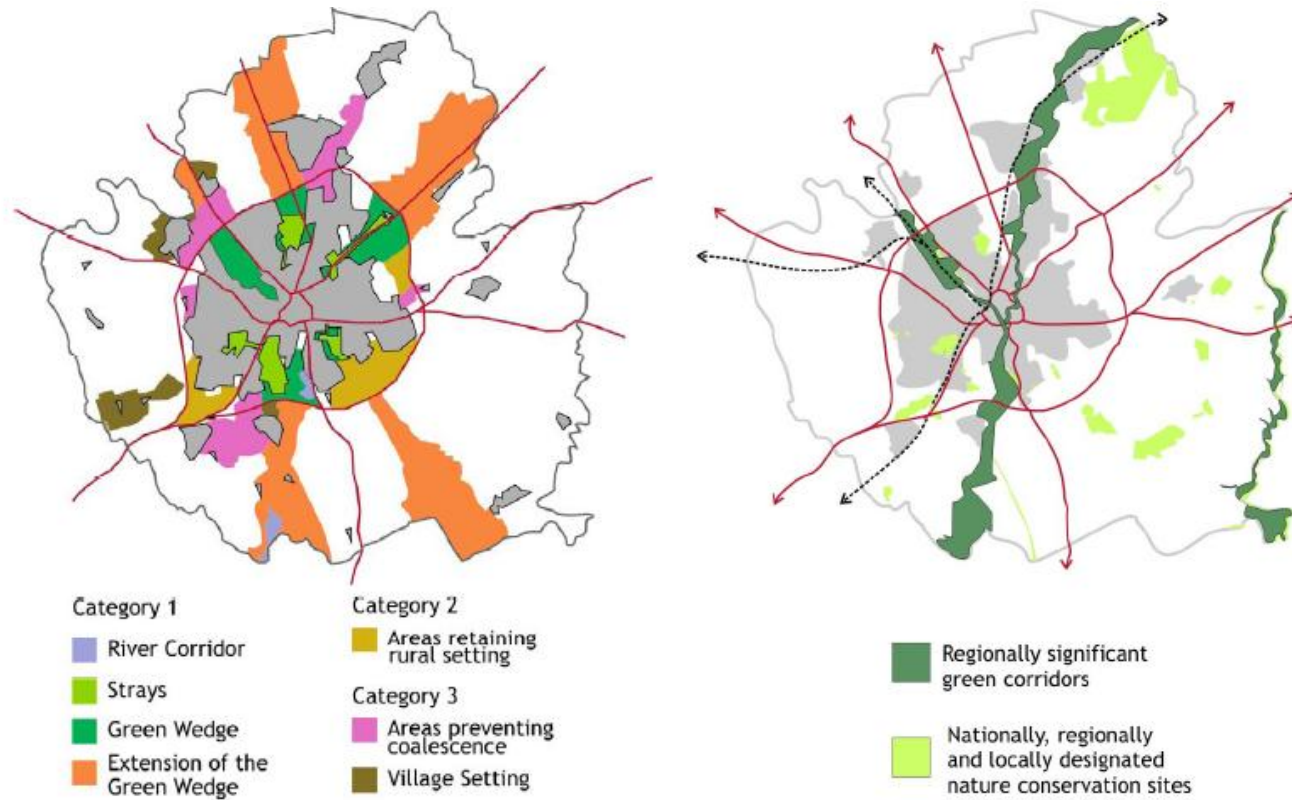 Category 1
River Corridor
Strays
Green Wedge
Extension of the
Green Wedge
Category 2
Areas retaining
rural setting
Category 3
Areas preventing
coalescence
Village Setting
Regionally significant
green corridors
Nationally, regionally
and locally designated
nature conservation sites